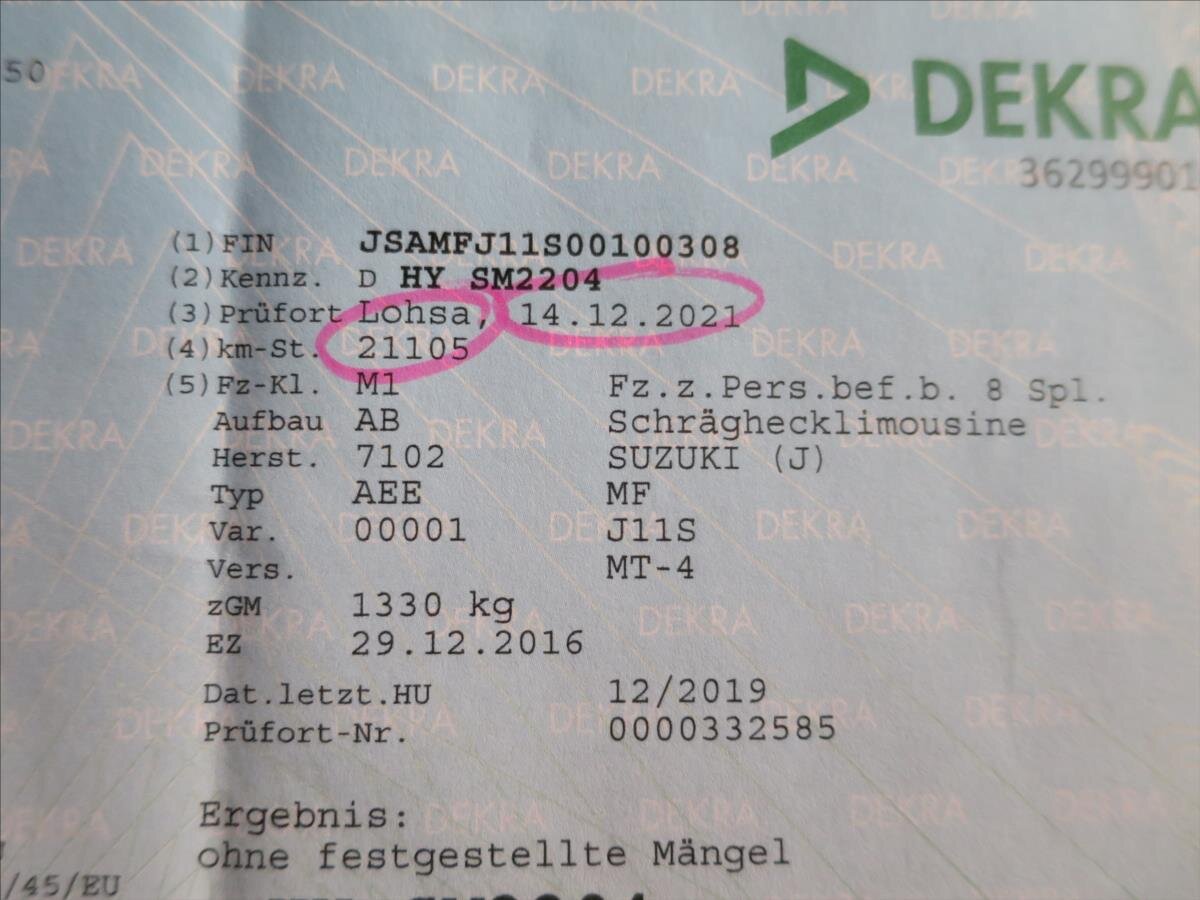 50
DEKRA
36299901
(1) FIN JSAMFJ11S00100308
(2) Kennz. D HY SM2204
(3) Prüfort Lohsa, 14.12.2021
(4) km-St. 21105
(5) Fz-Kl. M1 Fz.z.Pers.bef.b. 8 Spl.
Aufbau AB Schräghecklimousine
Herst. 7102 SUZUKI (J)
Typ AEE MF
Var. 00001 J11S
Vers. MT-4
zGM 1330 kg
EZ 29.12.2016
Dat.letzt.HU 12/2019
Prüfort-Nr. 0000332585
Ergebnis:
ohne festgestellte Mängel
/45/EU